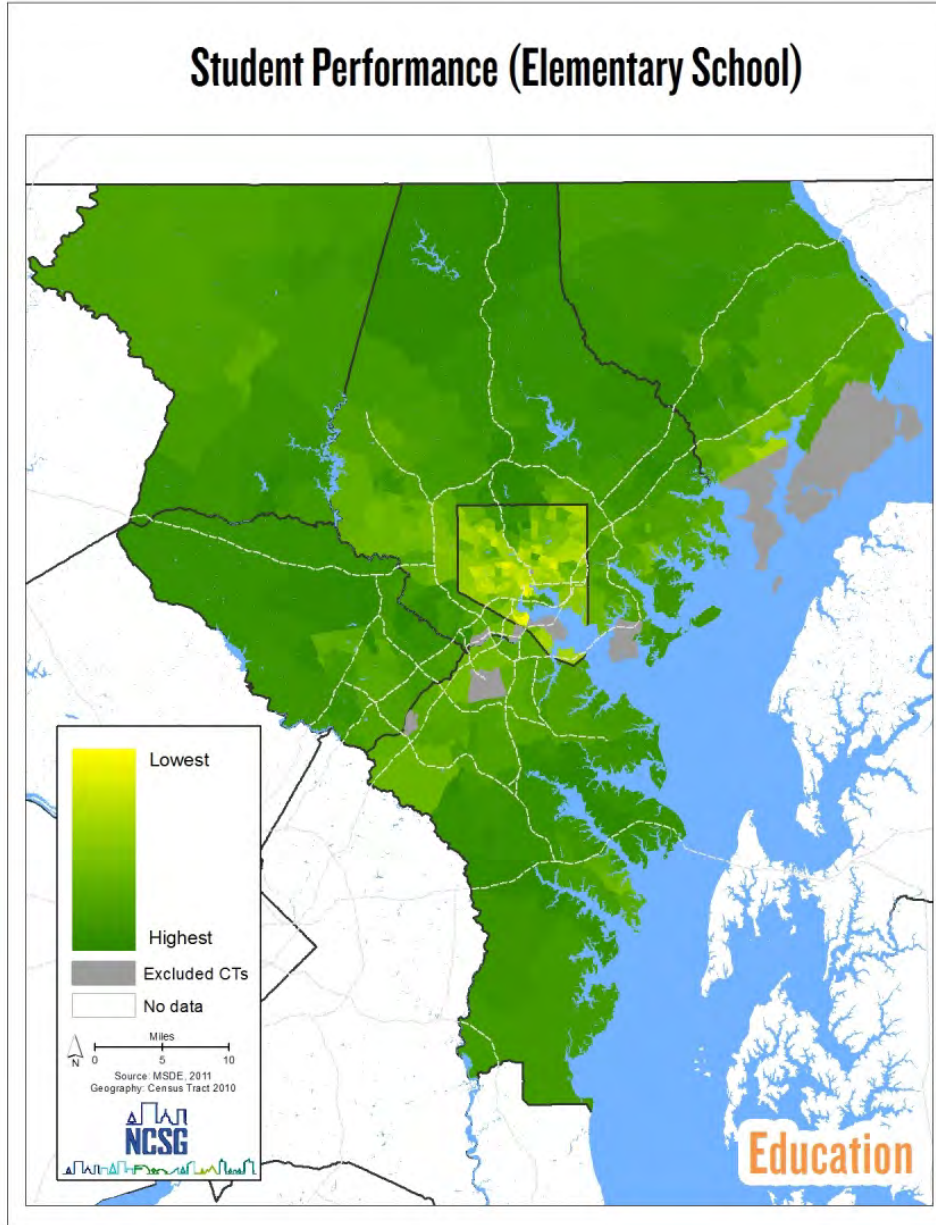 Student Performance (Elementary School)
Lowest
Highest
Excluded CTs
No data
Miles
N
0 5 10
Source: MSDE, 2011
Geography: Census Tract 2010
NCSG
Education